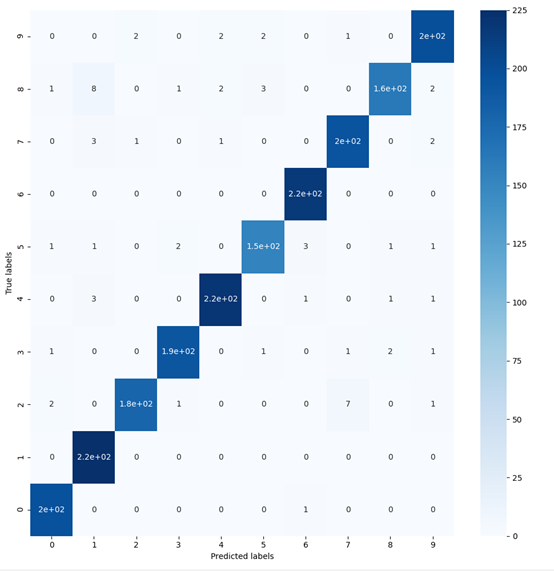 9 0 0 2 0 2 2 0 1 0 2e+02
8 1 8 0 1 2 3 0 0 1.6e+02 2
7 0 3 1 0 1 0 0 2e+02 0 2
6 0 0 0 0 0 0 2.2e+02 0 0 0
5 1 1 0 2 0 1.5e+02 3 0 1 1
4 0 3 0 0 2.2e+02 0 1 0 1 1
3 1 0 0 1.9e+02 0 1 0 1 2 1
2 2 0 1.8e+02 1 0 0 0 7 0 1
1 0 2.2e+02 0 0 0 0 0 0 0 0
0 2e+02 0 0 0 0 0 1 0 0 0
0 1 2 3 4 5 6 7 8 9
Predicted labels
True labels
225
200
175
150
125
100
75
50
25
0